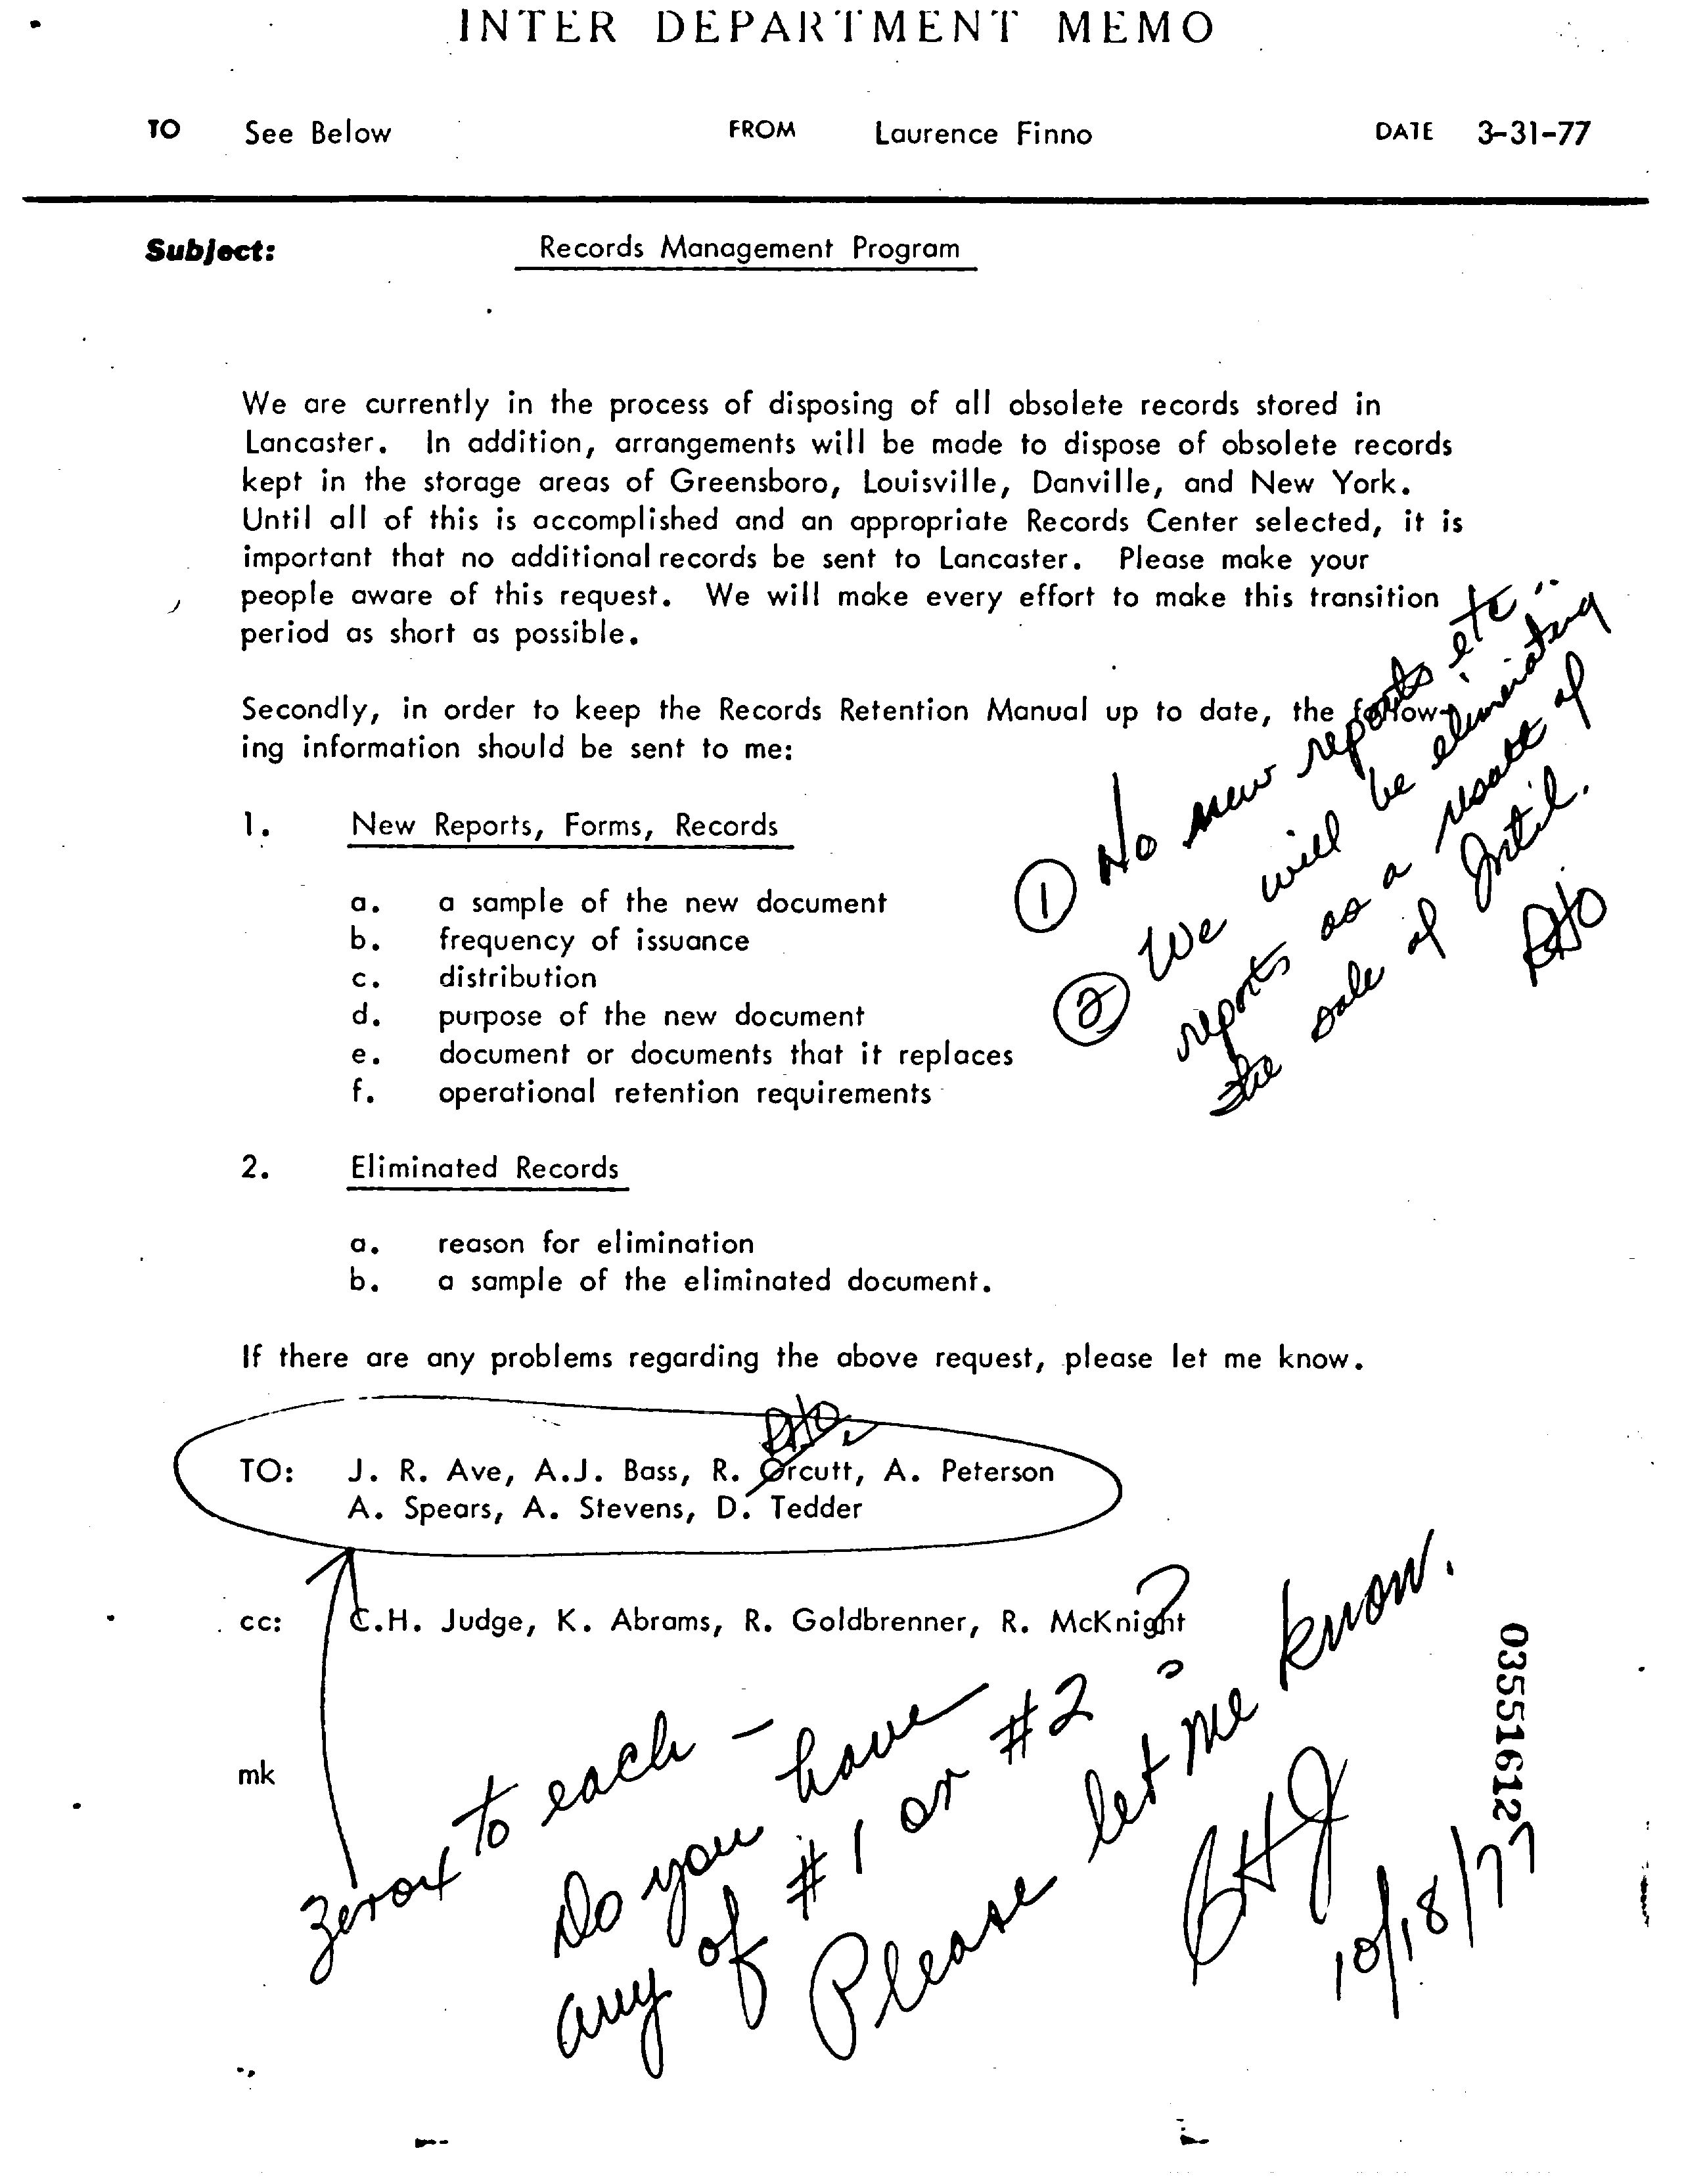 INTER DEPARTMENT MEMO
TO See Below FROM Laurence Finno DATE 3-31-77
Subject: Records Management Program
We are currently in the process of disposing of all obsolete records stored in
Lancaster. In addition, arrangements will be made to dispose of obsolete records
kept in the storage areas of Greensboro, Louisville, Danville, and New York.
Until all of this is accomplished and an appropriate Records Center selected, it is
important that no additional records be sent to Lancaster. Please make your
people aware of this request. We will make every effort to make this transition
period as short as possible.
Secondly, in order to keep the Records Retention Manual up to date, the follow-
ing information should be sent to me:
1. New Reports, Forms, Records
a. a sample of the new document
b. frequency of issuance
c. distribution
d. purpose of the new document
e. document or documents that it replaces
f. operational retention requirements
① No new reports etc
② We will be eliminating
reports as a result of
the sale of
RHO
2. Eliminated Records
a. reason for elimination
b. a sample of the eliminated document.
If there are any problems regarding the above request, please let me know.
RHO
TO: J. R. Ave, A.J. Bass, R. Orcutt, A. Peterson
A. Spears, A. Stevens, D. Tedder
cc: C.H. Judge, K. Abrams, R. Goldbrenner, R. McKnight
mk
Zerox to each -
Do you have
any of #1 or #2?
Please let me know.
CHJ
10/18/77
03551612